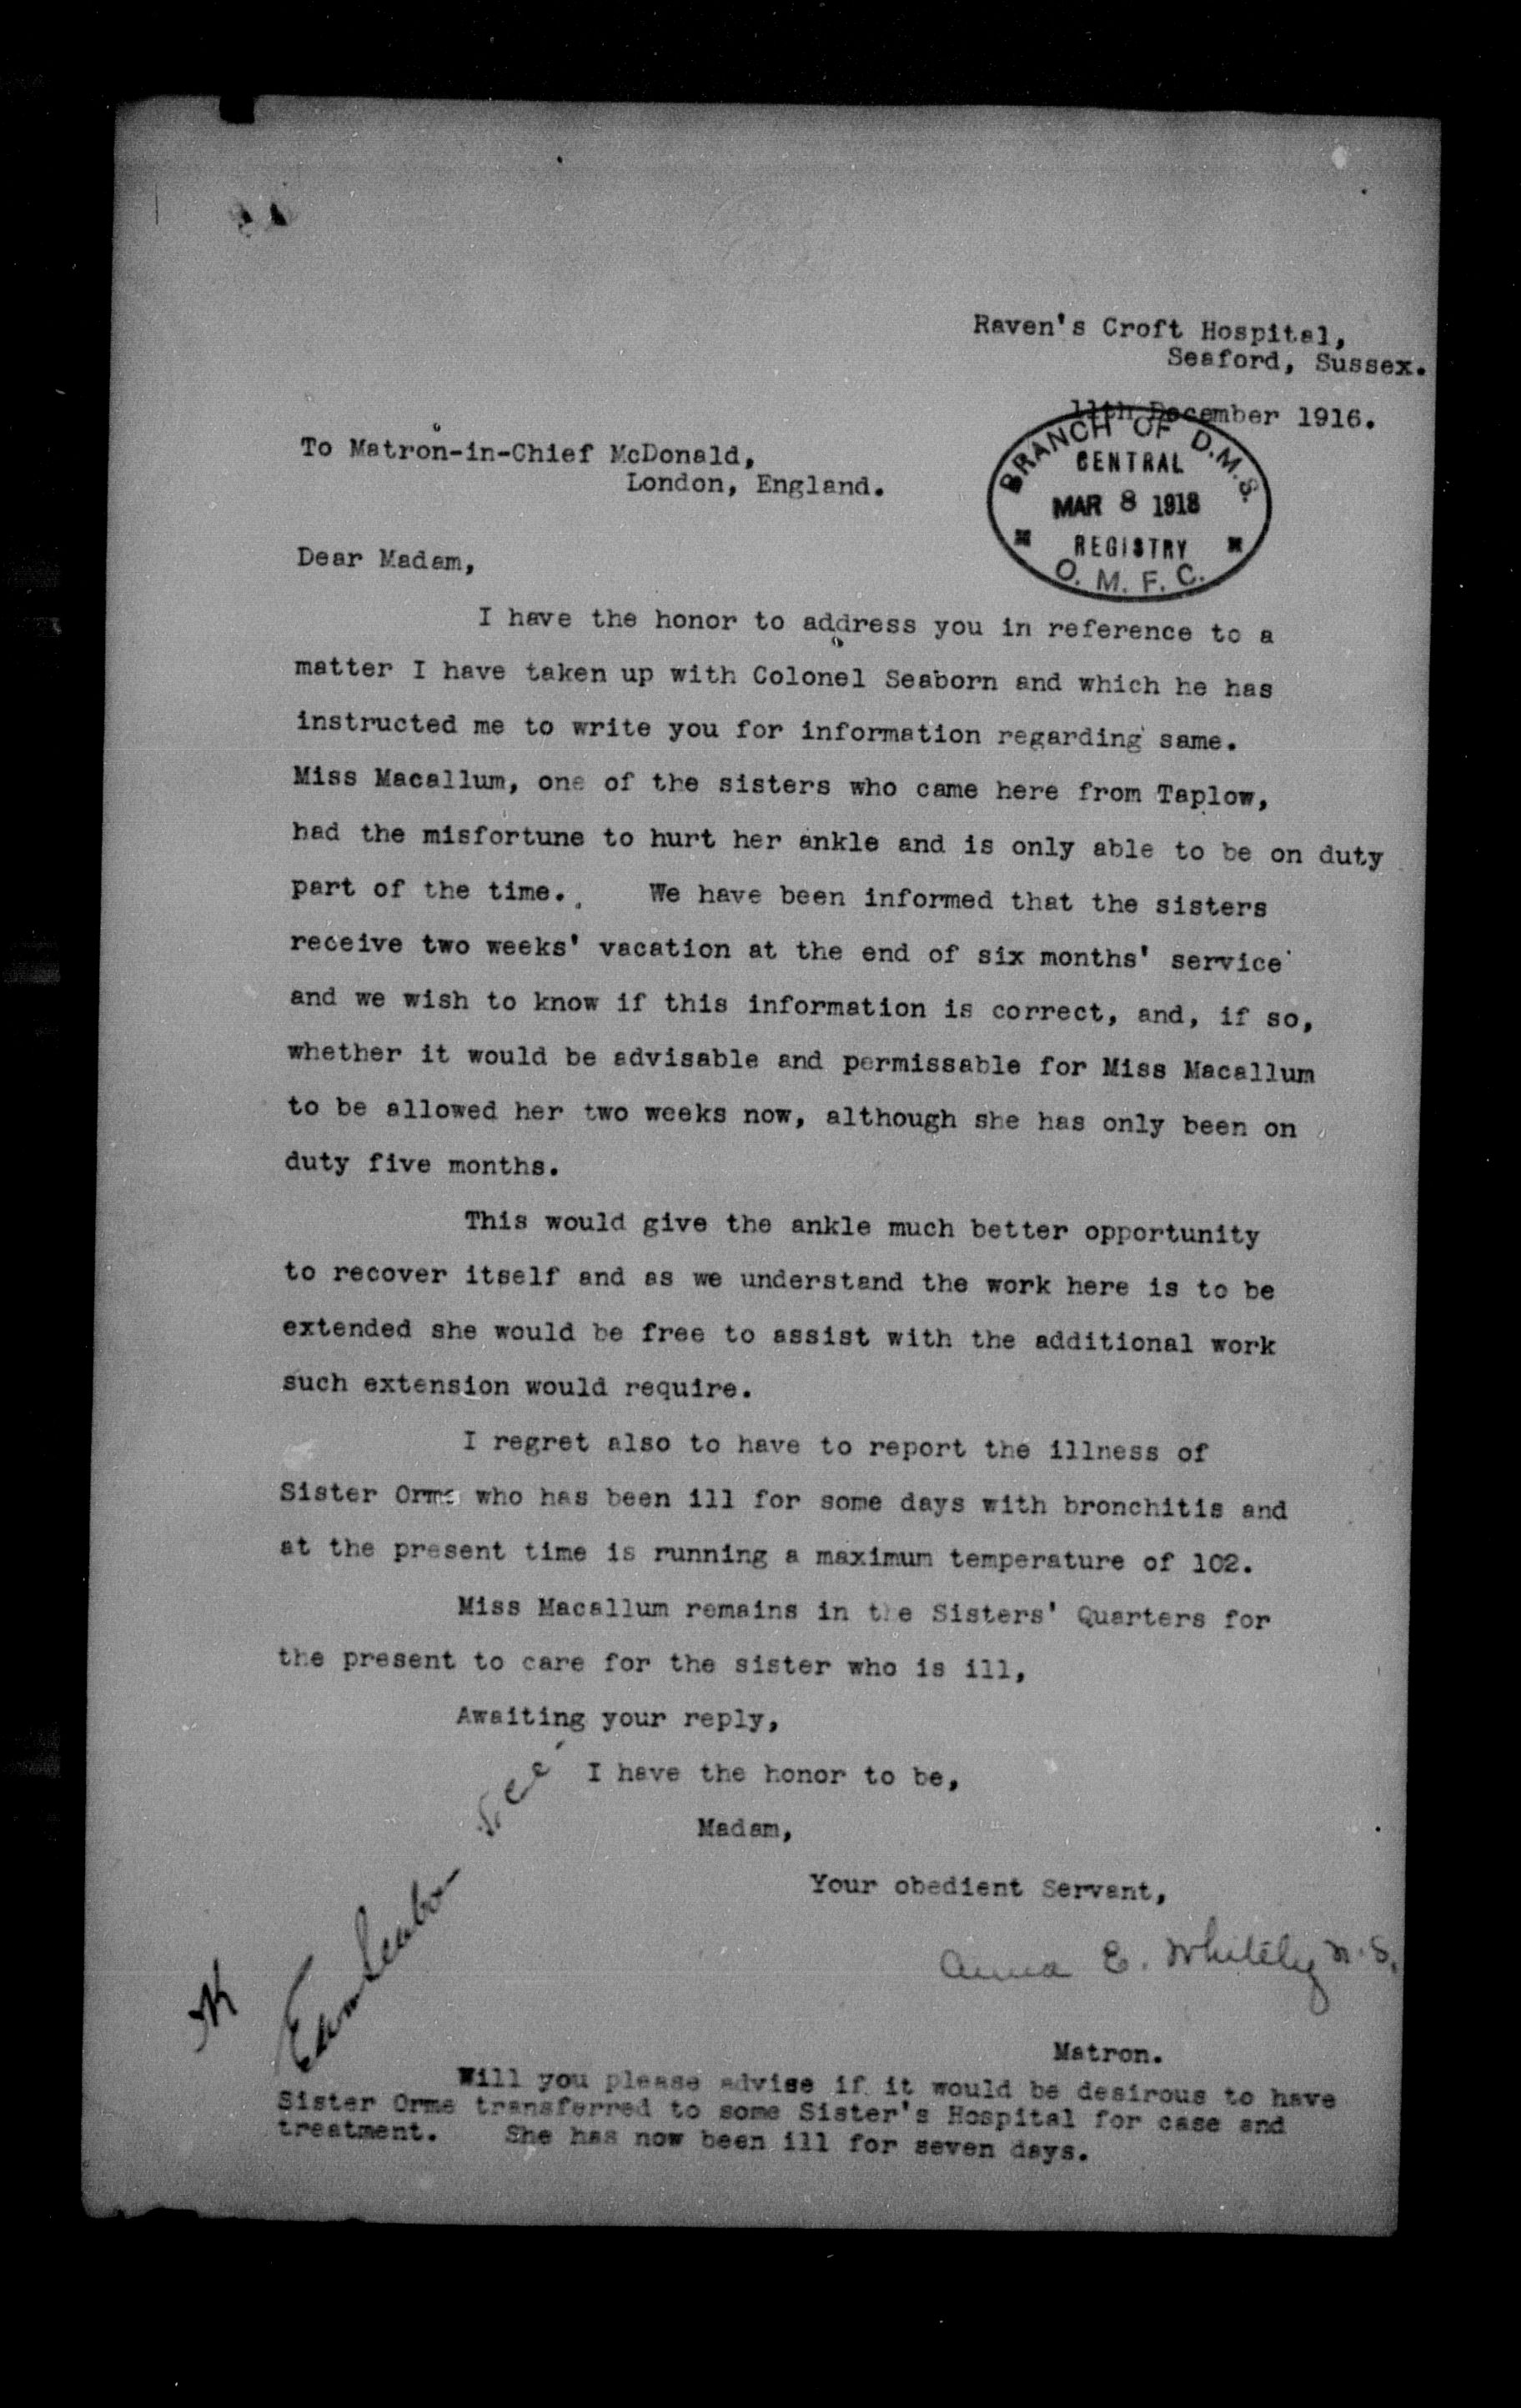 Raven's Croft Hospital,
Seaford, Sussex.
11th December 1916.
To Matron-in-Chief McDonald,
London, England.
BRANCH OF D.M.S.
CENTRAL
MAR 8 1918
REGISTRY
O. M. F. C.
Dear Madam,
I have the honor to address you in reference to a
matter I have taken up with Colonel Seaborn and which he has
instructed me to write you for information regarding same.
Miss Macallum, one of the sisters who came here from Taplow,
had the misfortune to hurt her ankle and is only able to be on duty
part of the time. We have been informed that the sisters
receive two weeks' vacation at the end of six months' service
and we wish to know if this information is correct, and, if so,
whether it would be advisable and permissable for Miss Macallum
to be allowed her two weeks now, although she has only been on
duty five months.
This would give the ankle much better opportunity
to recover itself and as we understand the work here is to be
extended she would be free to assist with the additional work
such extension would require.
I regret also to have to report the illness of
Sister Orme who has been ill for some days with bronchitis and
at the present time is running a maximum temperature of 102.
Miss Macallum remains in the Sisters' Quarters for
the present to care for the sister who is ill,
Awaiting your reply,
I have the honor to be,
Madam,
Your obedient Servant,
Anna E. Whitely N.S.
Matron.
Will you please advise if it would be desirous to have
Sister Orme transferred to some Sister's Hospital for case and
treatment. She has now been ill for seven days.